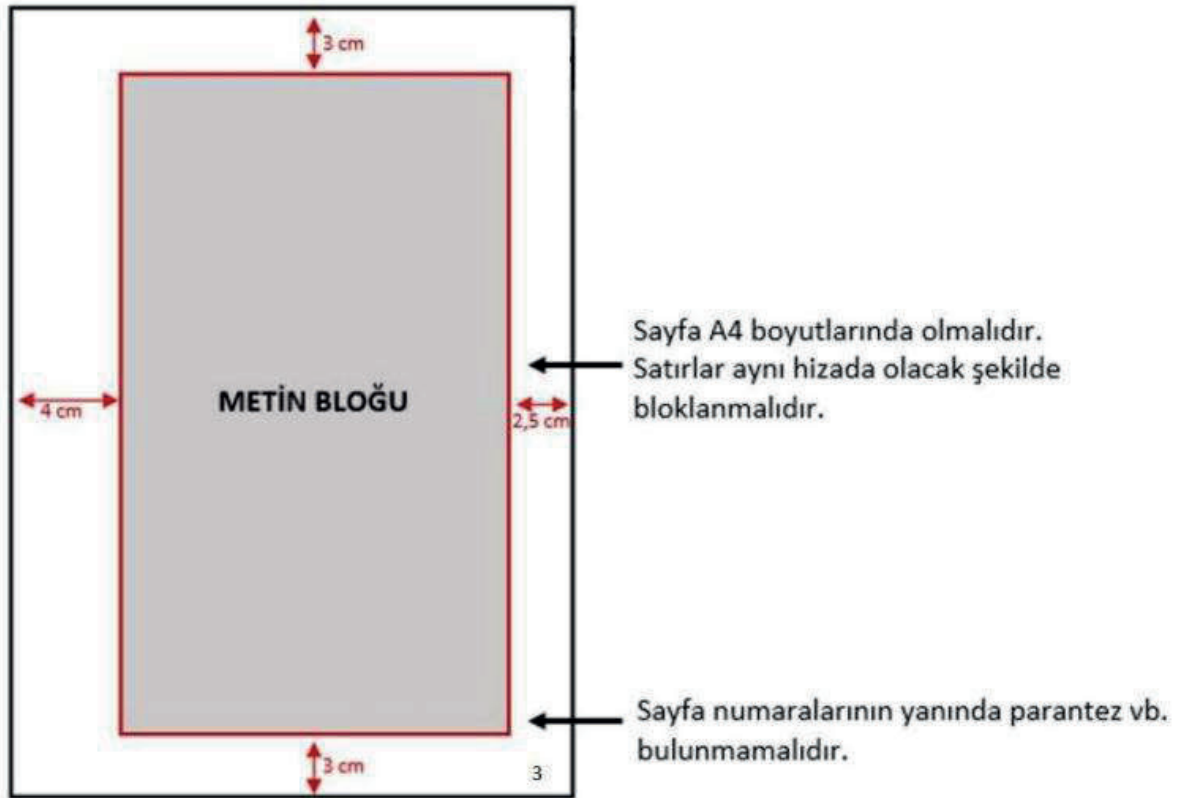 3 cm
Sayfa A4 boyutlarında olmalıdır.
Satırlar aynı hizada olacak şekilde
bloklanmalıdır.
4 cm
METİN BLOĞU
2,5 cm
Sayfa numaralarının yanında parantez vb.
bulunmamalıdır.
3 cm
3